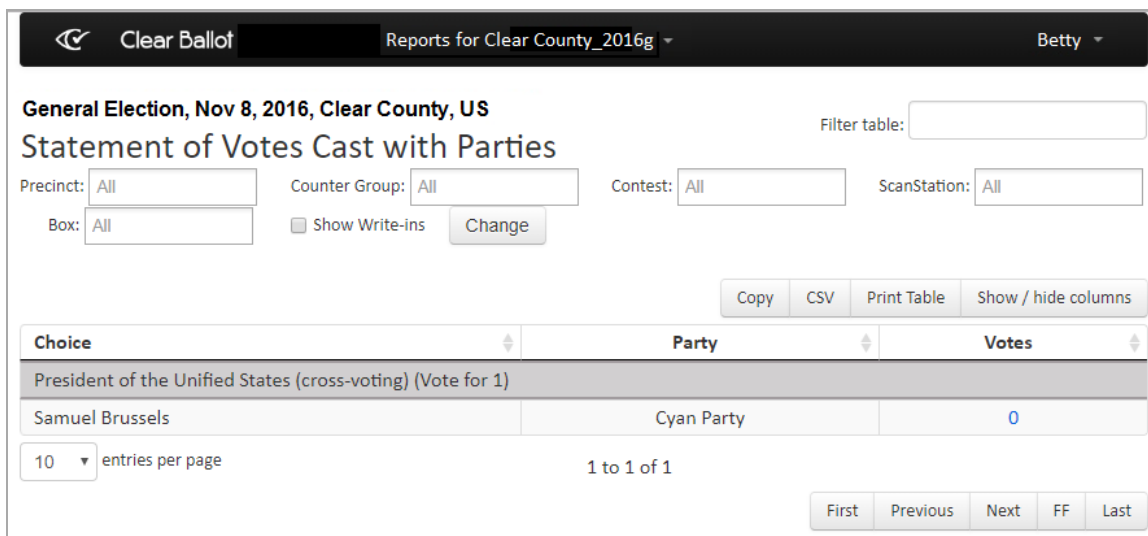 Clear Ballot Reports for Clear County_2016g Betty
General Election, Nov 8, 2016, Clear County, US
Filter table:
Statement of Votes Cast with Parties
Precinct: All Counter Group: All Contest: All ScanStation: All
Box: All Show Write-ins Change
Copy CSV Print Table Show / hide columns
Choice Party Votes
President of the Unified States (cross-voting) (Vote for 1)
Samuel Brussels Cyan Party 0
10 entries per page 1 to 1 of 1
First Previous Next FF Last